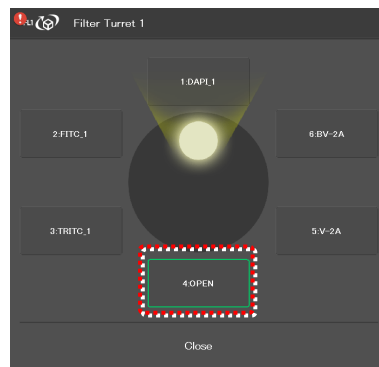 Filter Turret 1
1:DAPI_1
2:FITC_1
6:BV-2A
3:TRITC_1
5:V-2A
4:OPEN
Close